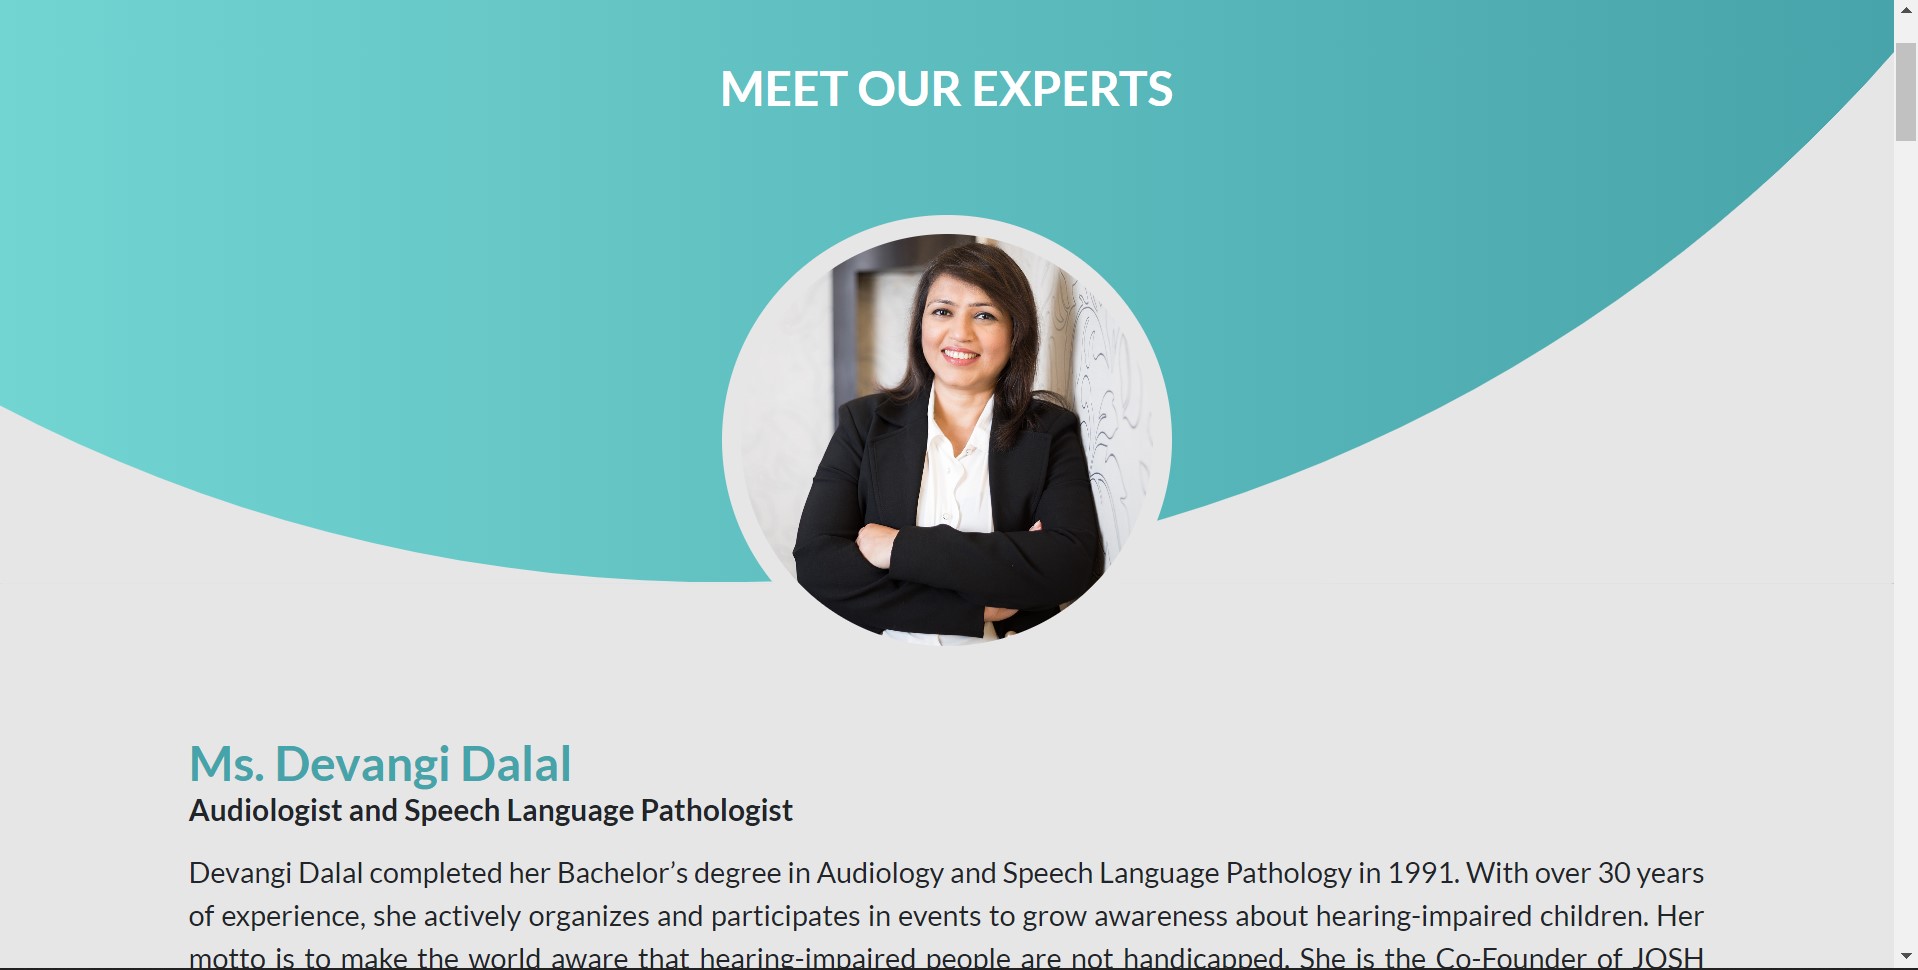 MEET OUR EXPERTS
Ms. Devangi Dalal
Audiologist and Speech Language Pathologist
Devangi Dalal completed her Bachelor’s degree in Audiology and Speech Language Pathology in 1991. With over 30 years
of experience, she actively organizes and participates in events to grow awareness about hearing-impaired children. Her
motto is to make the world aware that hearing-impaired people are not handicapped. She is the Co-Founder of JOSH